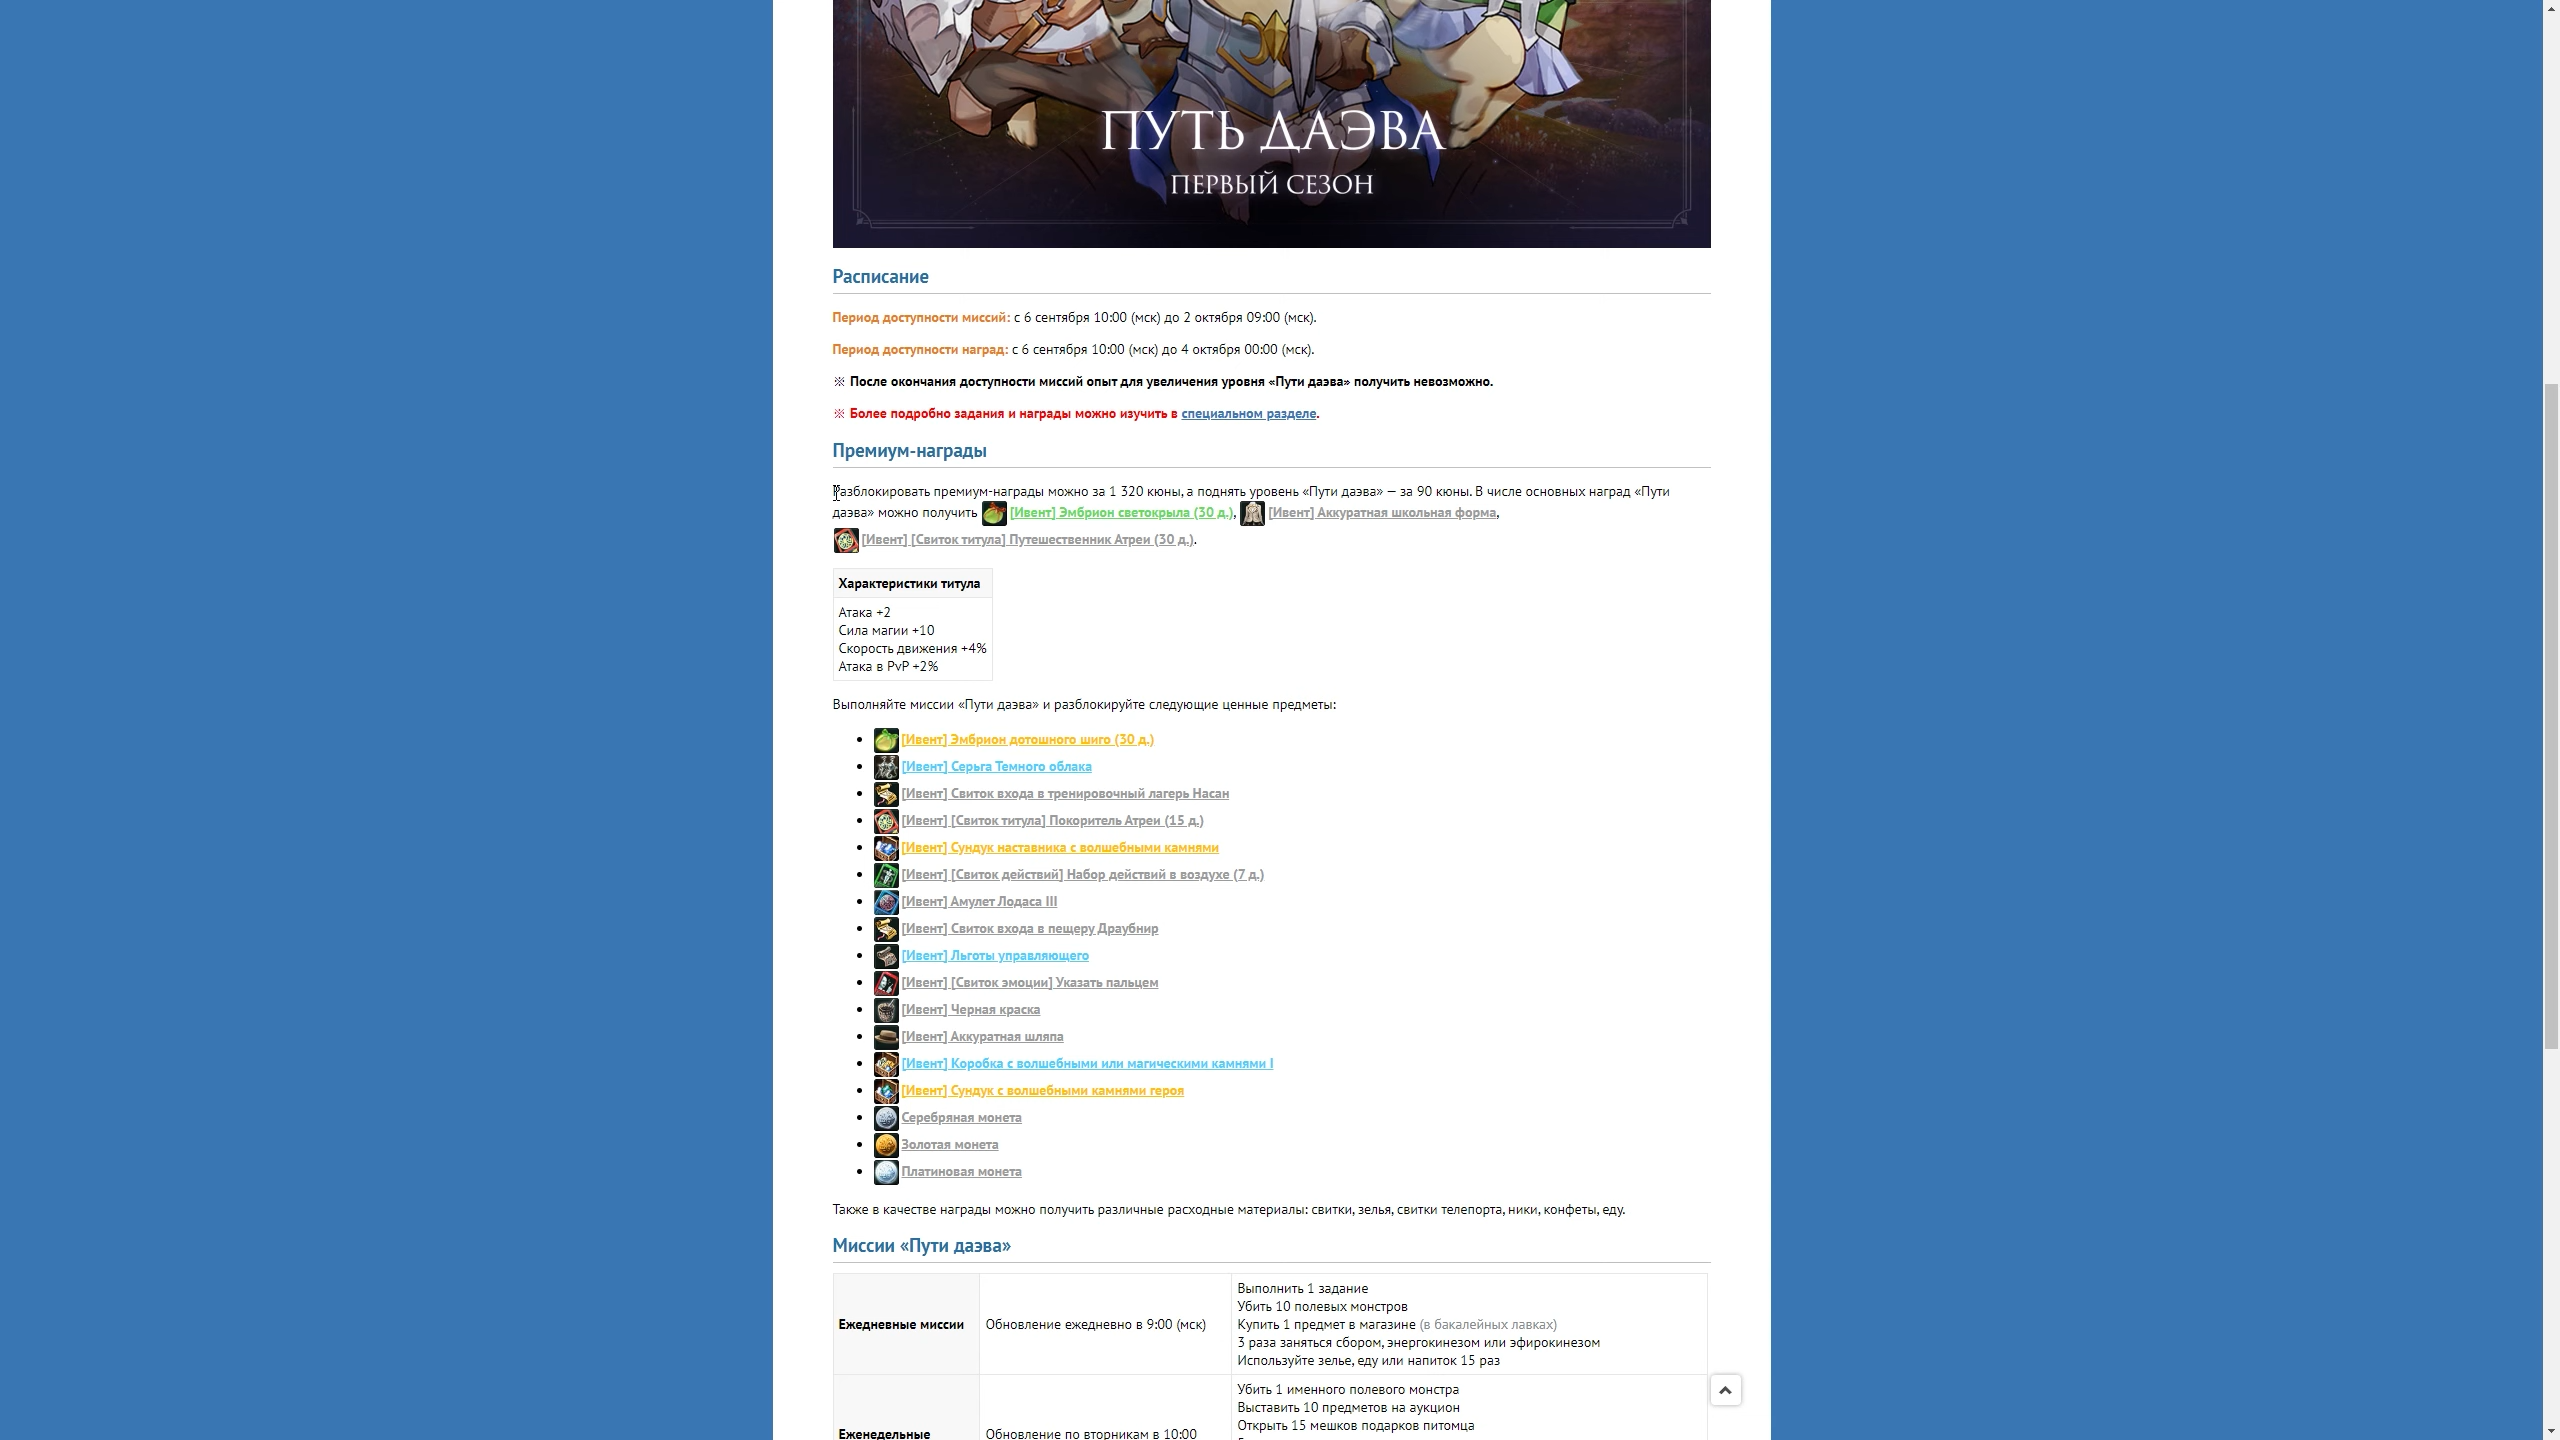 ПУТЬ ДАЭВА
ПЕРВЫЙ СЕЗОН
Расписание
Период доступности миссий: с 6 сентября 10:00 (мск) до 2 октября 09:00 (мск).
Период доступности наград: с 6 сентября 10:00 (мск) до 4 октября 00:00 (мск).
※ После окончания доступности миссий опыт для увеличения уровня «Пути даэва» получить невозможно.
※ Более подробно задания и награды можно изучить в специальном разделе.
Премиум-награды
Разблокировать премиум-награды можно за 1 320 кюны, а поднять уровень «Пути даэва» — за 90 кюны. В числе основных наград «Пути
даэва» можно получить [Ивент] Эмбрион светокрыла (30 д.), [Ивент] Аккуратная школьная форма,
[Ивент] [Свиток титула] Путешественник Атреи (30 д.).
Характеристики титула
Атака +2
Сила магии +10
Скорость движения +4%
Атака в PvP +2%
Выполняйте миссии «Пути даэва» и разблокируйте следующие ценные предметы:
• [Ивент] Эмбрион дотошного шиго (30 д.)
• [Ивент] Серьга Темного облака
• [Ивент] Свиток входа в тренировочный лагерь Насан
• [Ивент] [Свиток титула] Покоритель Атреи (15 д.)
• [Ивент] Сундук наставника с волшебными камнями
• [Ивент] [Свиток действий] Набор действий в воздухе (7 д.)
• [Ивент] Амулет Лодаса III
• [Ивент] Свиток входа в пещеру Драубнир
• [Ивент] Льготы управляющего
• [Ивент] [Свиток эмоции] Указать пальцем
• [Ивент] Черная краска
• [Ивент] Аккуратная шляпа
• [Ивент] Коробка с волшебными или магическими камнями I
• [Ивент] Сундук с волшебными камнями героя
• Серебряная монета
• Золотая монета
• Платиновая монета
Также в качестве награды можно получить различные расходные материалы: свитки, зелья, свитки телепорта, ники, конфеты, еду.
Миссии «Пути даэва»
Ежедневные миссии
Обновление ежедневно в 9:00 (мск)
Выполнить 1 задание
Убить 10 полевых монстров
Купить 1 предмет в магазине (в бакалейных лавках)
3 раза заняться сбором, энергокинезом или эфирокинезом
Используйте зелье, еду или напиток 15 раз
Еженедельные
Обновление по вторникам в 10:00
Убить 1 именного полевого монстра
Выставить 10 предметов на аукцион
Открыть 15 мешков подарков питомца